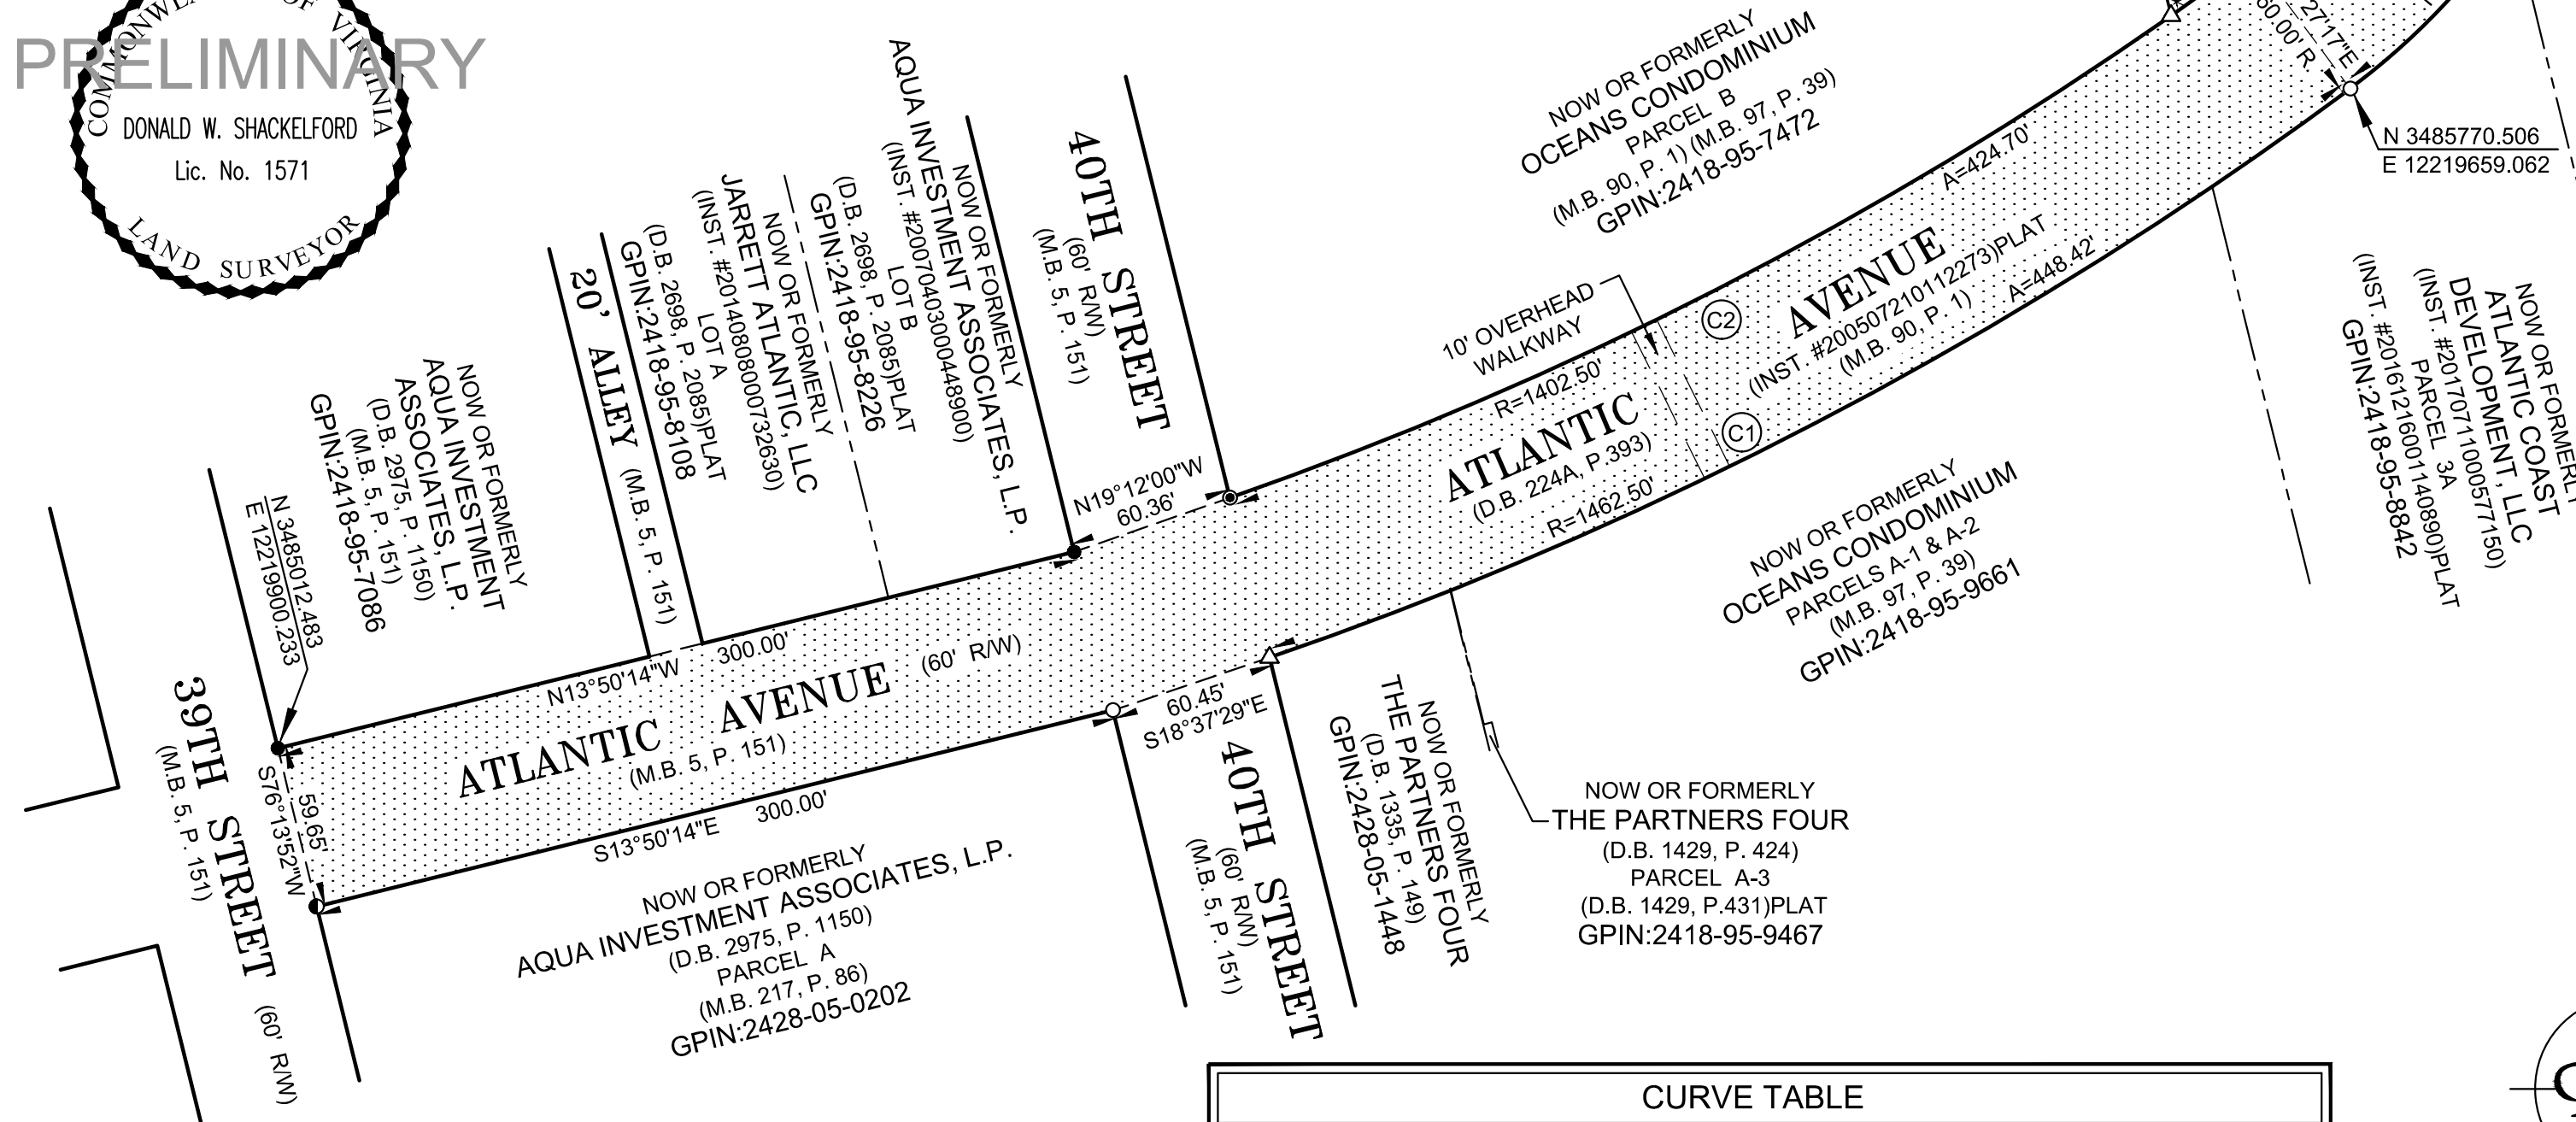 PRELIMINARY
OF VIRGINIA
DONALD W. SHACKELFORD
Lic. No. 1571
LAND SURVEYOR
N 3485012.483
E 12219900.233
NOW OR FORMERLY
AQUA INVESTMENT
ASSOCIATES, L.P.
(D.B. 2975, P. 1150)
(M.B. 5, P. 151)
GPIN:2418-95-7086
20' ALLEY (M.B. 5, P. 151)
NOW OR FORMERLY
JARRETT ATLANTIC, LLC
(INST. #20140808000732630)
LOT A
(D.B. 2698, P. 2085)PLAT
GPIN:2418-95-8108
NOW OR FORMERLY
AQUA INVESTMENT ASSOCIATES, L.P.
(INST. #20070403000448900)
LOT B
(D.B. 2698, P. 2085)PLAT
GPIN:2418-95-8226
40TH STREET
(60' R/W)
(M.B. 5, P. 151)
N19°12'00"W
60.36'
NOW OR FORMERLY
OCEANS CONDOMINIUM
PARCEL B
(M.B. 90, P. 1) (M.B. 97, P. 39)
GPIN:2418-95-7472
10' OVERHEAD
WALKWAY
R=1402.50'
C2
A=424.70'
ATLANTIC AVENUE
(D.B. 224A, P.393)
(INST. #200507210112273)PLAT
(M.B. 90, P. 1)
R=1462.50'
C1
A=448.42'
27'17"E
60.00' R
N 3485770.506
E 12219659.062
NOW OR FORMERLY
ATLANTIC COAST
DEVELOPMENT, LLC
(INST. #20170711000577150)
PARCEL 3A
(INST. #20161216001140890)PLAT
GPIN:2418-95-8842
NOW OR FORMERLY
OCEANS CONDOMINIUM
PARCELS A-1 & A-2
(M.B. 97, P. 39)
GPIN:2418-95-9661
39TH STREET (60' R/W)
(M.B. 5, P. 151)
59.65'
S76°13'52"W
N13°50'14"W 300.00'
ATLANTIC AVENUE (60' R/W)
(M.B. 5, P. 151)
S13°50'14"E 300.00'
NOW OR FORMERLY
AQUA INVESTMENT ASSOCIATES, L.P.
(D.B. 2975, P. 1150)
PARCEL A
(M.B. 217, P. 86)
GPIN:2428-05-0202
60.45'
S18°37'29"E
40TH STREET
(60' R/W)
(M.B. 5, P. 151)
NOW OR FORMERLY
THE PARTNERS FOUR
(D.B. 1335, P. 149)
GPIN:2428-05-1448
NOW OR FORMERLY
THE PARTNERS FOUR
(D.B. 1429, P. 424)
PARCEL A-3
(D.B. 1429, P.431)PLAT
GPIN:2418-95-9467
CURVE TABLE